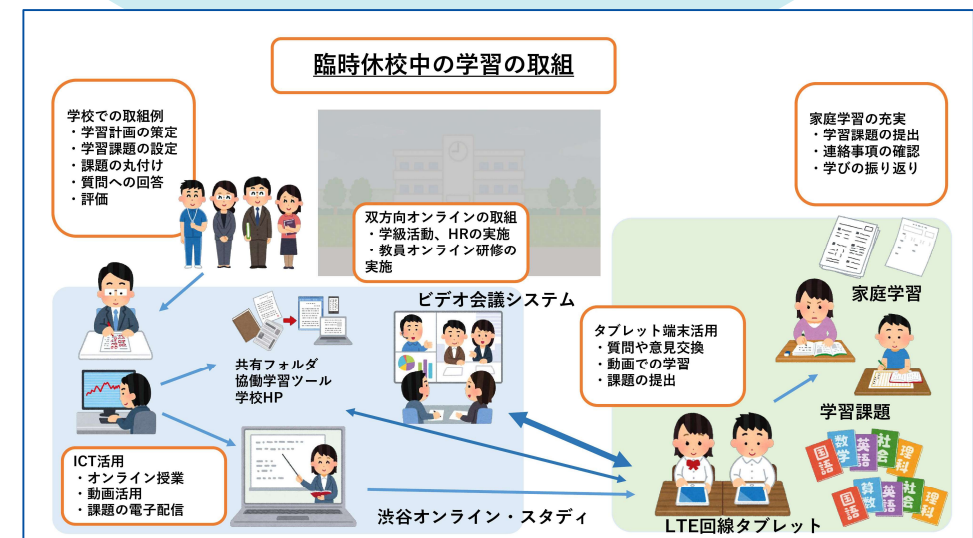 臨時休校中の学習の取組
学校での取組例
・学習計画の策定
・学習課題の設定
・課題の丸付け
・質問への回答
・評価
家庭学習の充実
・学習課題の提出
・連絡事項の確認
・学びの振り返り
双方向オンラインの取組
・学級活動、HRの実施
・教員オンライン研修の
実施
ビデオ会議システム
家庭学習
タブレット端末活用
・質問や意見交換
・動画での学習
・課題の提出
共有フォルダ
協働学習ツール
学校HP
学習課題
国語
数学
英語
社会
理科
国語
算数
英語
社会
理科
ICT活用
・オンライン授業
・動画活用
・課題の電子配信
渋谷オンライン・スタディ
LTE回線タブレット